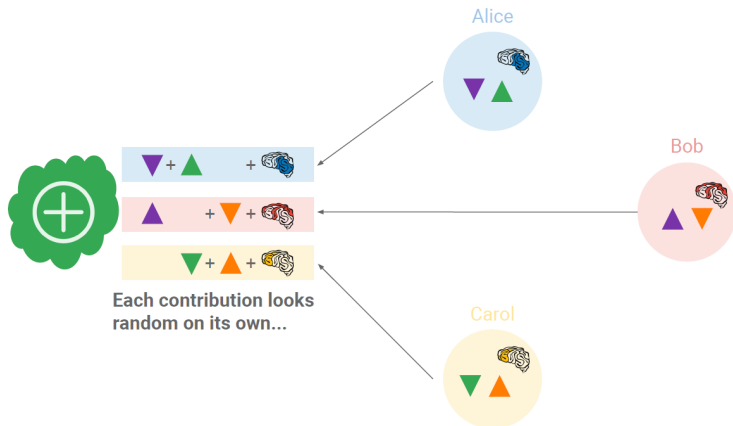 Alice
Bob
+ +
+ +
+ +
Each contribution looks
random on its own...
Carol